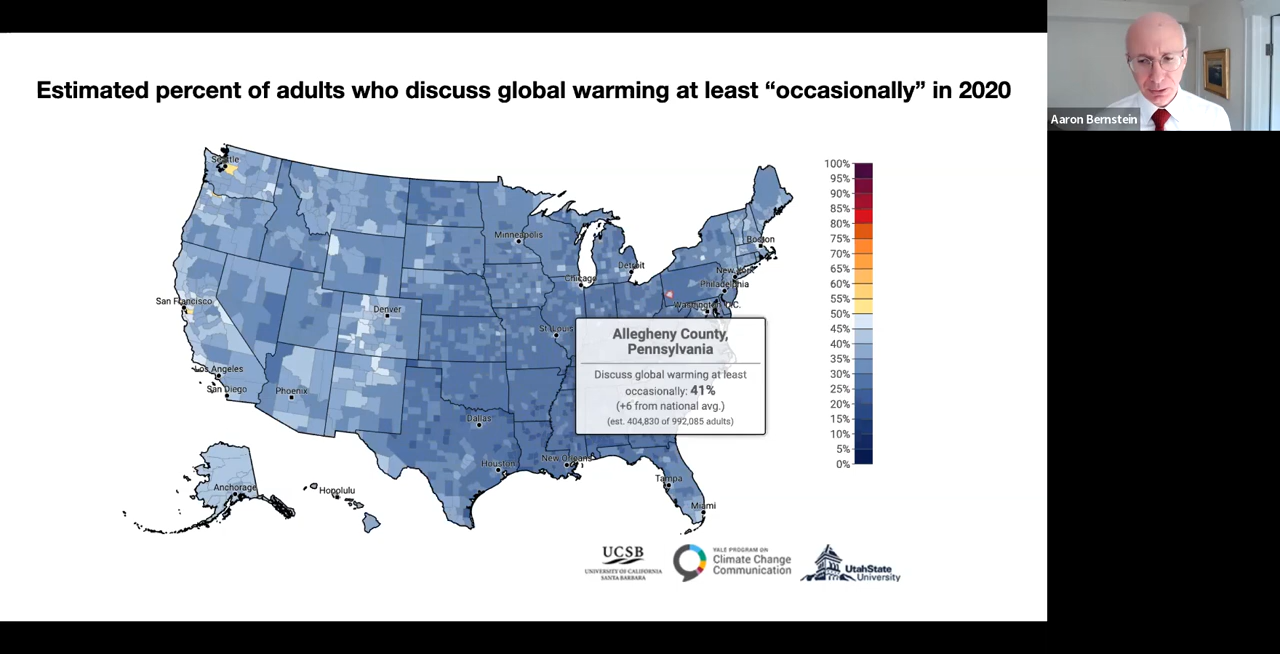 Estimated percent of adults who discuss global warming at least “occasionally” in 2020
Aaron Bernstein
Seattle
Minneapolis
Boston
Detroit
New York
Chicago
Philadelphia
Washington, D.C.
San Francisco
Denver
St. Louis
Los Angeles
San Diego
Phoenix
Dallas
Houston
New Orleans
Tampa
Miami
Anchorage
Honolulu
Allegheny County,
Pennsylvania
Discuss global warming at least
occasionally: 41%
(+6 from national avg.)
(est. 404,830 of 992,085 adults)
100%
95%
90%
85%
80%
75%
70%
65%
60%
55%
50%
45%
40%
35%
30%
25%
20%
15%
10%
5%
0%
UCSB
UNIVERSITY OF CALIFORNIA
SANTA BARBARA
YALE PROGRAM ON
Climate Change
Communication
UtahState
University